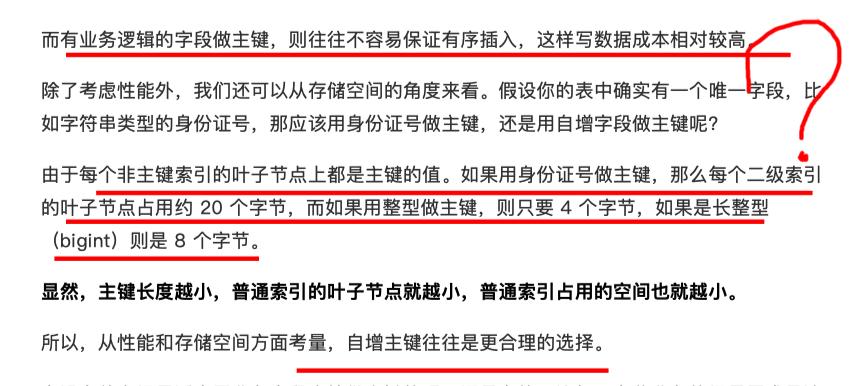 而有业务逻辑的字段做主键，则往往不容易保证有序插入，这样写数据成本相对较高。
除了考虑性能外，我们还可以从存储空间的角度来看。假设你的表中确实有一个唯一字段，比
如字符串类型的身份证号，那应该用身份证号做主键，还是用自增字段做主键呢？
由于每个非主键索引的叶子节点上都是主键的值。如果用身份证号做主键，那么每个二级索引
的叶子节点占用约 20 个字节，而如果用整型做主键，则只要 4 个字节，如果是长整型
（bigint）则是 8 个字节。
显然，主键长度越小，普通索引的叶子节点就越小，普通索引占用的空间也就越小。
所以，从性能和存储空间方面考量，自增主键往往是更合理的选择。